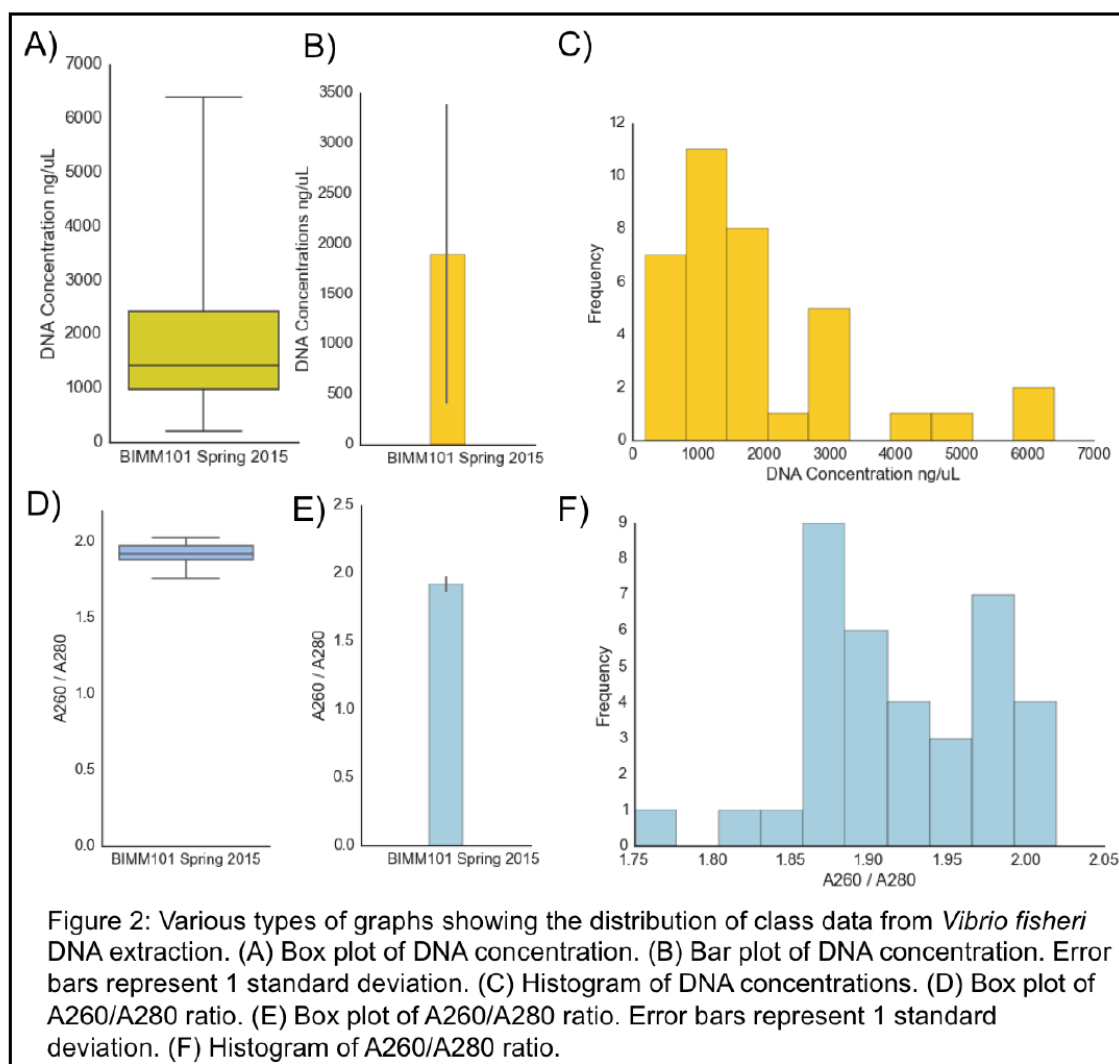 A)
7000
6000
5000
4000
3000
2000
1000
0
DNA Concentration ng/uL
BIMM101 Spring 2015
B)
3500
3000
2500
2000
1500
1000
500
0
DNA Concentrations ng/uL
BIMM101 Spring 2015
C)
12
10
8
6
4
2
0
Frequency
0 1000 2000 3000 4000 5000 6000 7000
DNA Concentration ng/uL
D)
2.0
1.5
1.0
0.5
0.0
A260 / A280
BIMM101 Spring 2015
E)
2.5
2.0
1.5
1.0
0.5
0.0
A260 / A280
BIMM101 Spring 2015
F)
9
8
7
6
5
4
3
2
1
0
Frequency
1.75 1.80 1.85 1.90 1.95 2.00 2.05
A260 / A280
Figure 2: Various types of graphs showing the distribution of class data from Vibrio fisheri
DNA extraction. (A) Box plot of DNA concentration. (B) Bar plot of DNA concentration. Error
bars represent 1 standard deviation. (C) Histogram of DNA concentrations. (D) Box plot of
A260/A280 ratio. (E) Box plot of A260/A280 ratio. Error bars represent 1 standard
deviation. (F) Histogram of A260/A280 ratio.